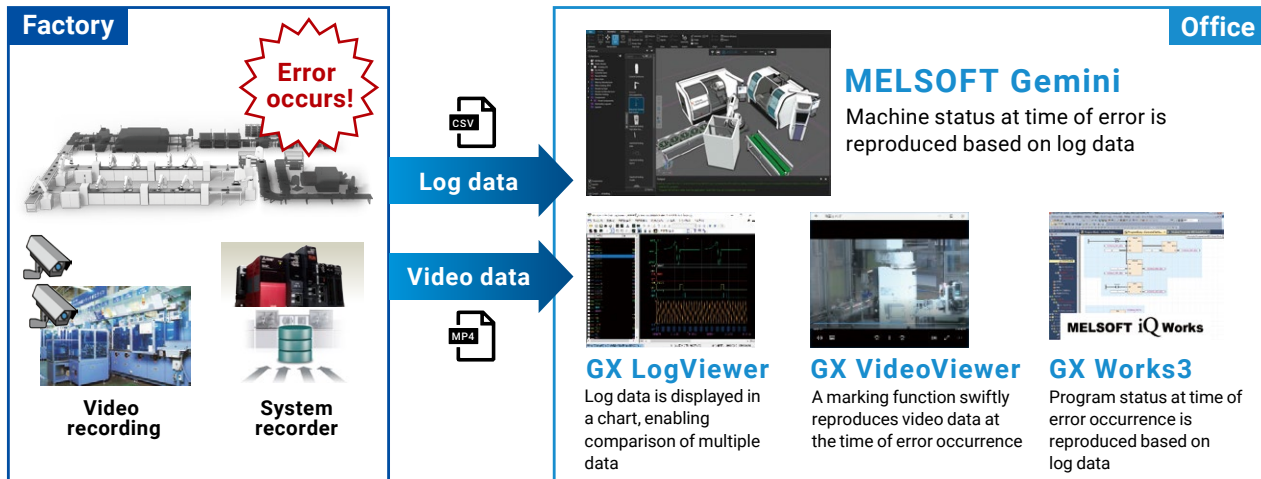 Factory
Error
occurs!
CSV
Log data
Video data
MP4
Video
recording
System
recorder
Office
MELSOFT Gemini
Machine status at time of error is
reproduced based on log data
GX LogViewer
Log data is displayed in
a chart, enabling
comparison of multiple
data
GX VideoViewer
A marking function swiftly
reproduces video data at
the time of error occurrence
MELSOFT iQ Works
GX Works3
Program status at time of
error occurrence is
reproduced based on
log data